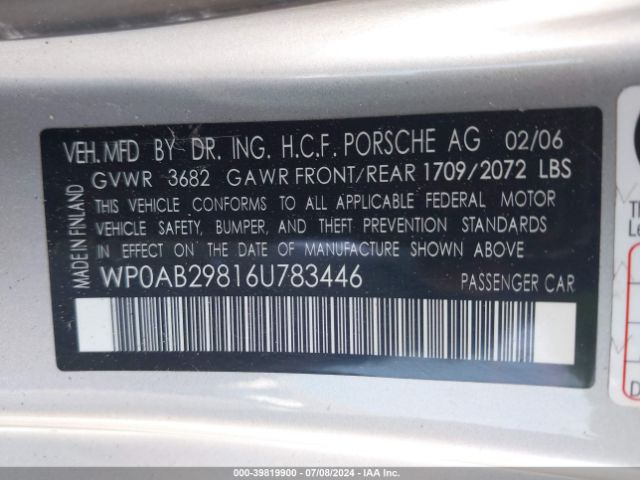 VEH. MFD BY DR. ING. H.C.F. PORSCHE AG 02/06
GVWR 3682 GAWR FRONT/REAR 1709/2072 LBS
THIS VEHICLE CONFORMS TO ALL APPLICABLE FEDERAL MOTOR
VEHICLE SAFETY, BUMPER, AND THEFT PREVENTION STANDARDS
IN EFFECT ON THE DATE OF MANUFACTURE SHOWN ABOVE
WP0AB29816U783446 PASSENGER CAR
MADE IN FINLAND
000-39819900 - 07/08/2024 - IAAI.COM